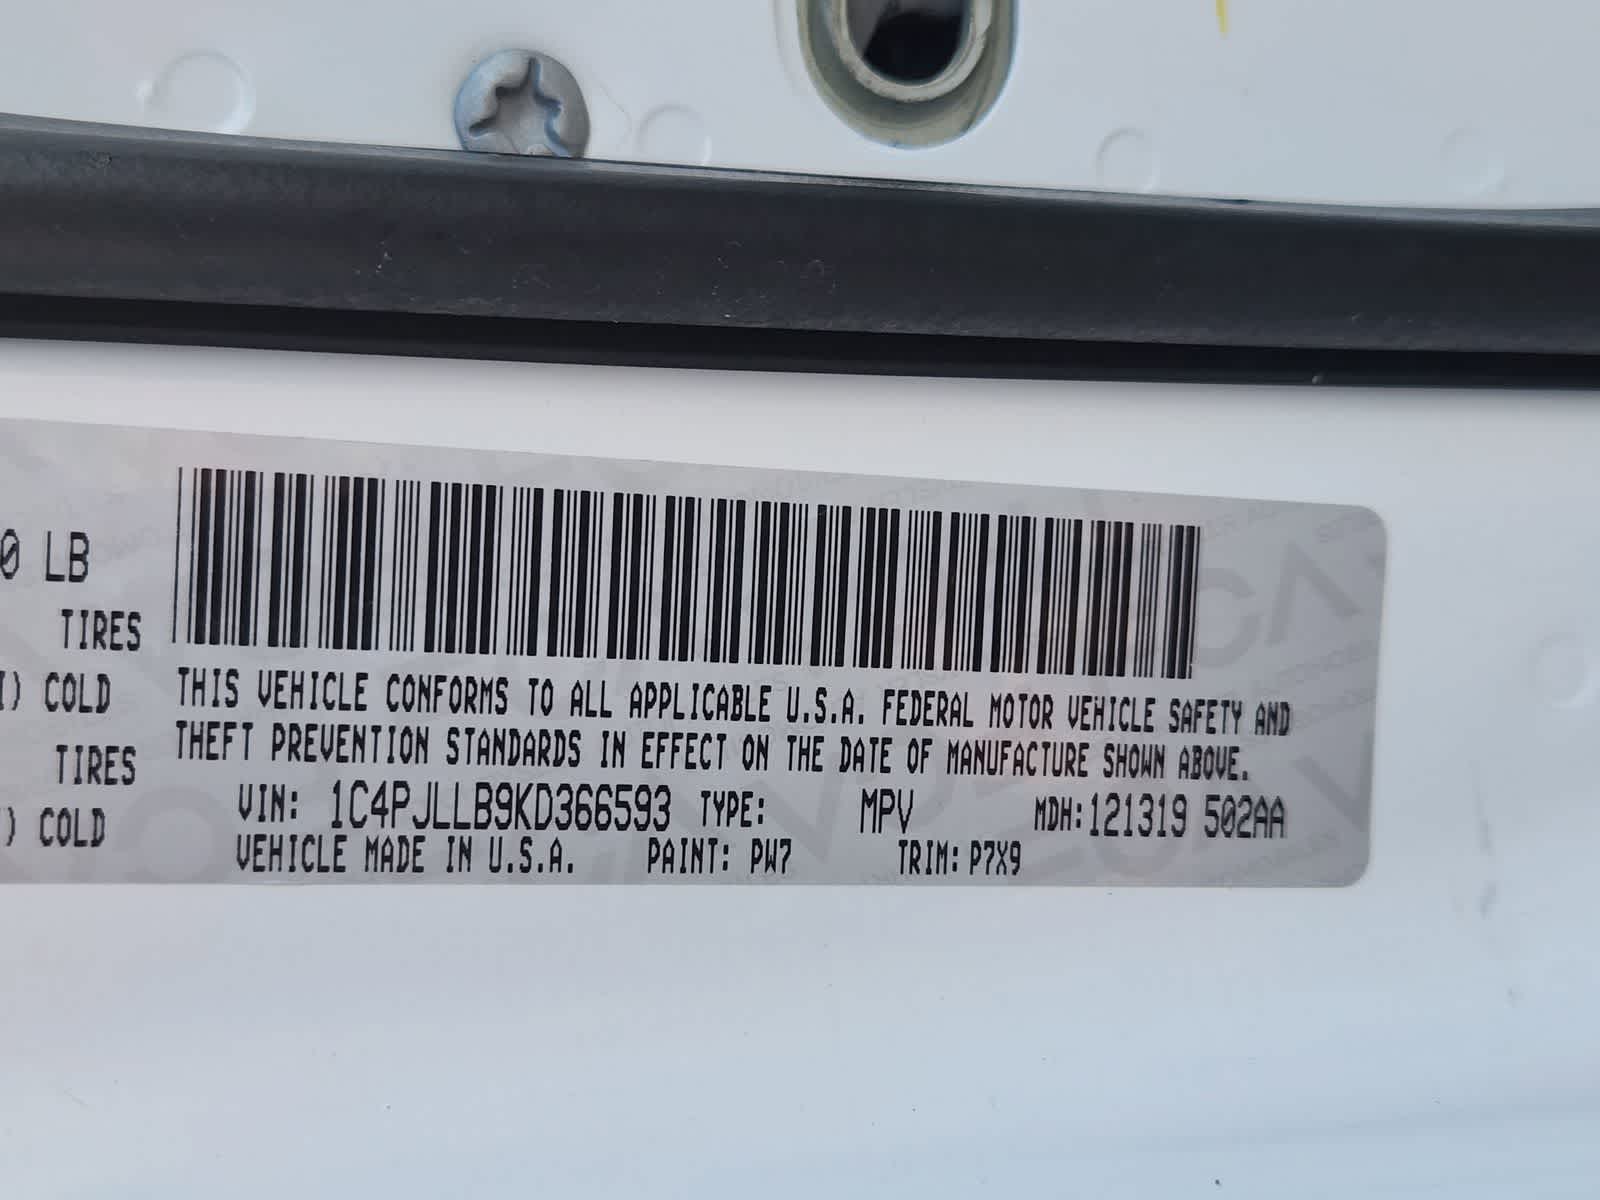 0 LB
TIRES
I) COLD
TIRES
) COLD
THIS VEHICLE CONFORMS TO ALL APPLICABLE U.S.A. FEDERAL MOTOR VEHICLE SAFETY AND
THEFT PREVENTION STANDARDS IN EFFECT ON THE DATE OF MANUFACTURE SHOWN ABOVE.
VIN: 1C4PJLLB9KD366593 TYPE: MPV MDH:121319 502AA
VEHICLE MADE IN U.S.A. PAINT: PW7 TRIM: P7X9